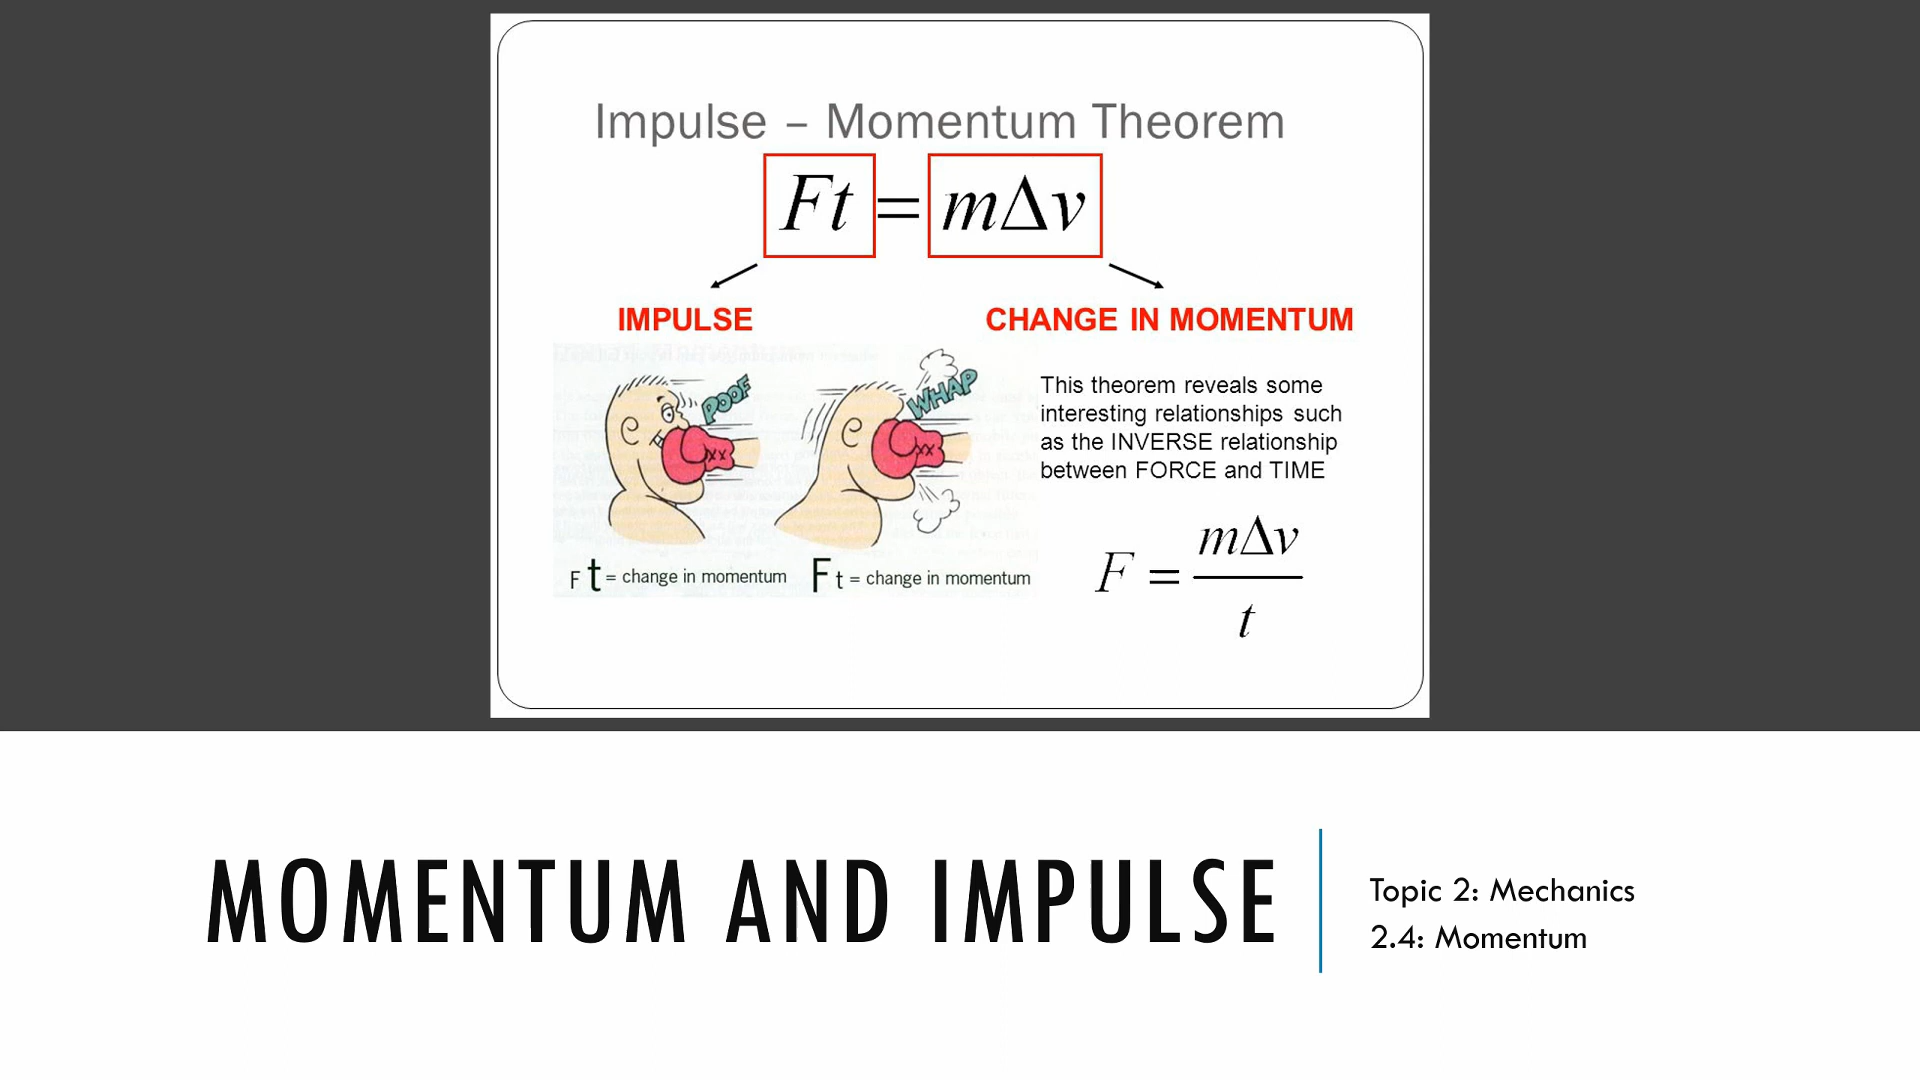 Impulse – Momentum Theorem
Ft = mΔv
IMPULSE
CHANGE IN MOMENTUM
POOF
WHAP
This theorem reveals some
interesting relationships such
as the INVERSE relationship
between FORCE and TIME
F t = change in momentum
F t = change in momentum
F = mΔv
t
MOMENTUM AND IMPULSE
Topic 2: Mechanics
2.4: Momentum